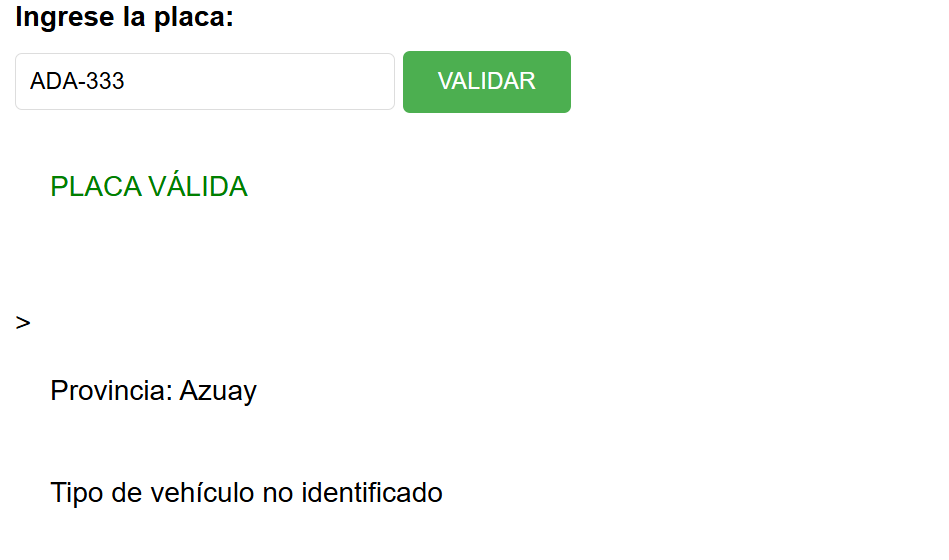 Ingrese la placa:
ADA-333 VALIDAR
PLACA VÁLIDA
>
Provincia: Azuay
Tipo de vehículo no identificado